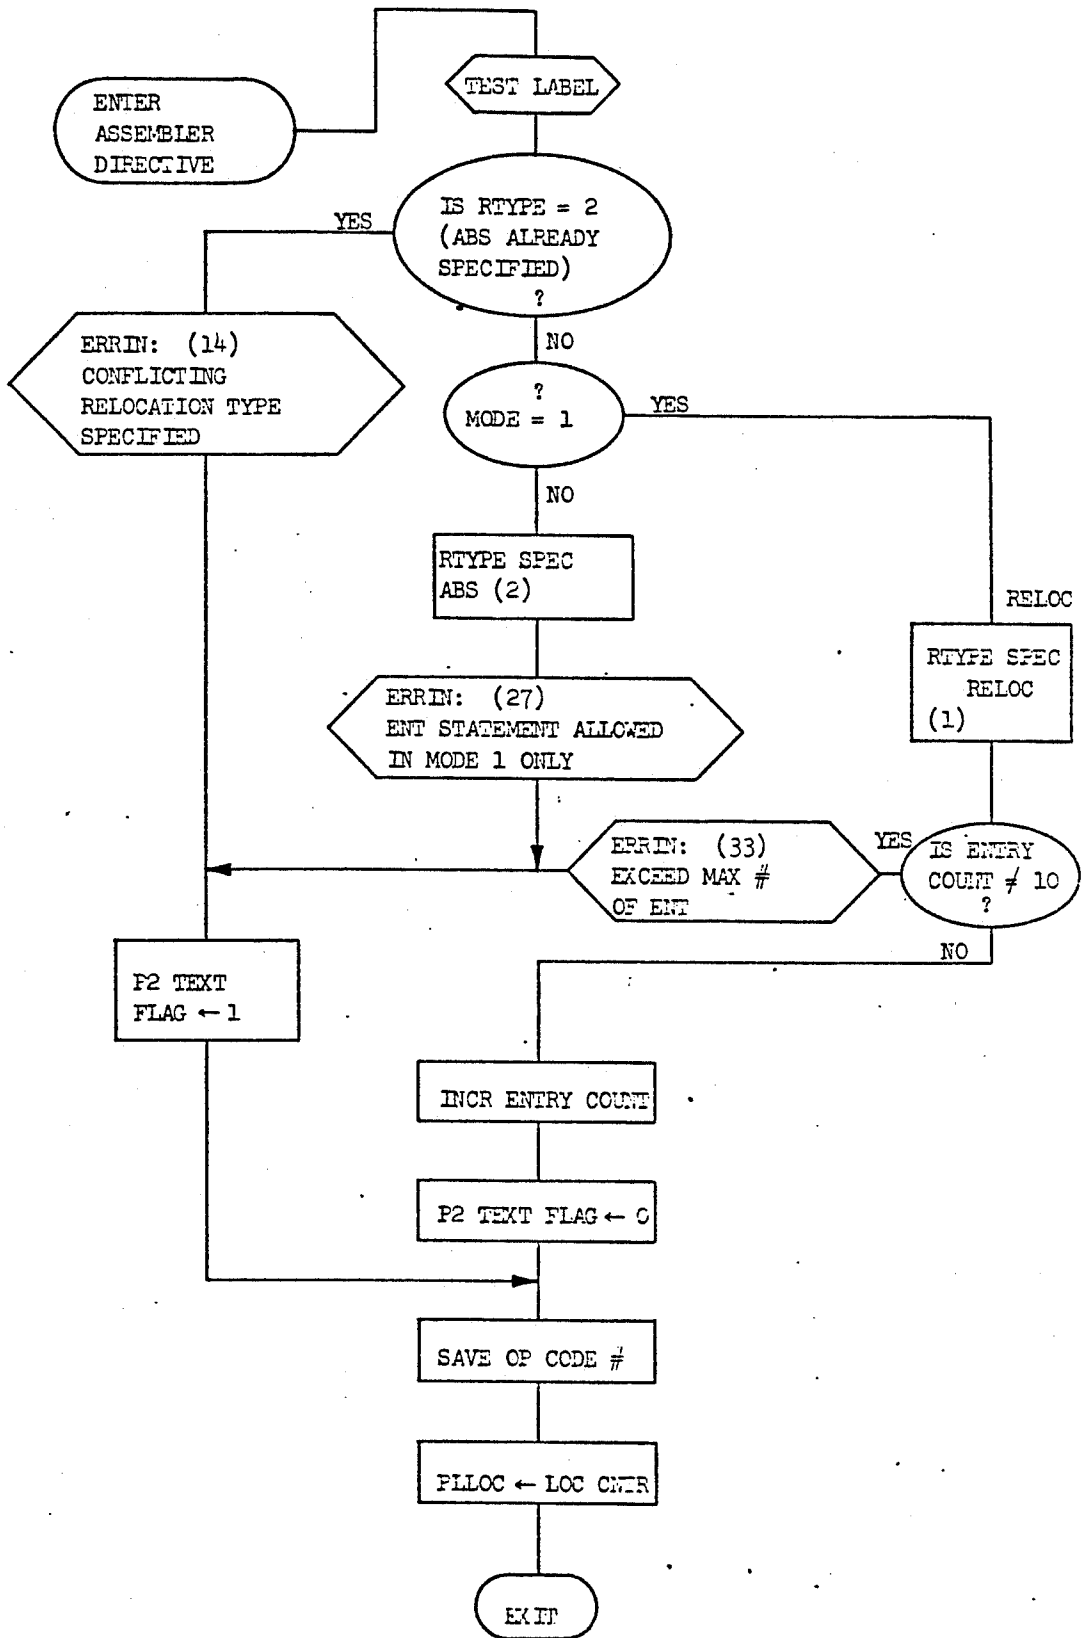 TEST LABEL
ENTER
ASSEMBLER
DIRECTIVE
IS RTYPE = 2
(ABS ALREADY
SPECIFIED)
?
YES
NO
ERRIN: (14)
CONFLICTING
RELOCATION TYPE
SPECIFIED
?
MODE = 1
YES
NO
RTYPE SPEC
ABS (2)
RELOC
RTYPE SPEC
RELOC
(1)
ERRIN: (27)
ENT STATEMENT ALLOWED
IN MODE 1 ONLY
ERRIN: (33)
EXCEED MAX #
OF ENT
YES
IS ENTRY
COUNT ≠ 10
?
NO
P2 TEXT
FLAG ← 1
INCR ENTRY COUNT
P2 TEXT FLAG ← 0
SAVE OP CODE #
PLLOC ← LOC CNTR
EXIT